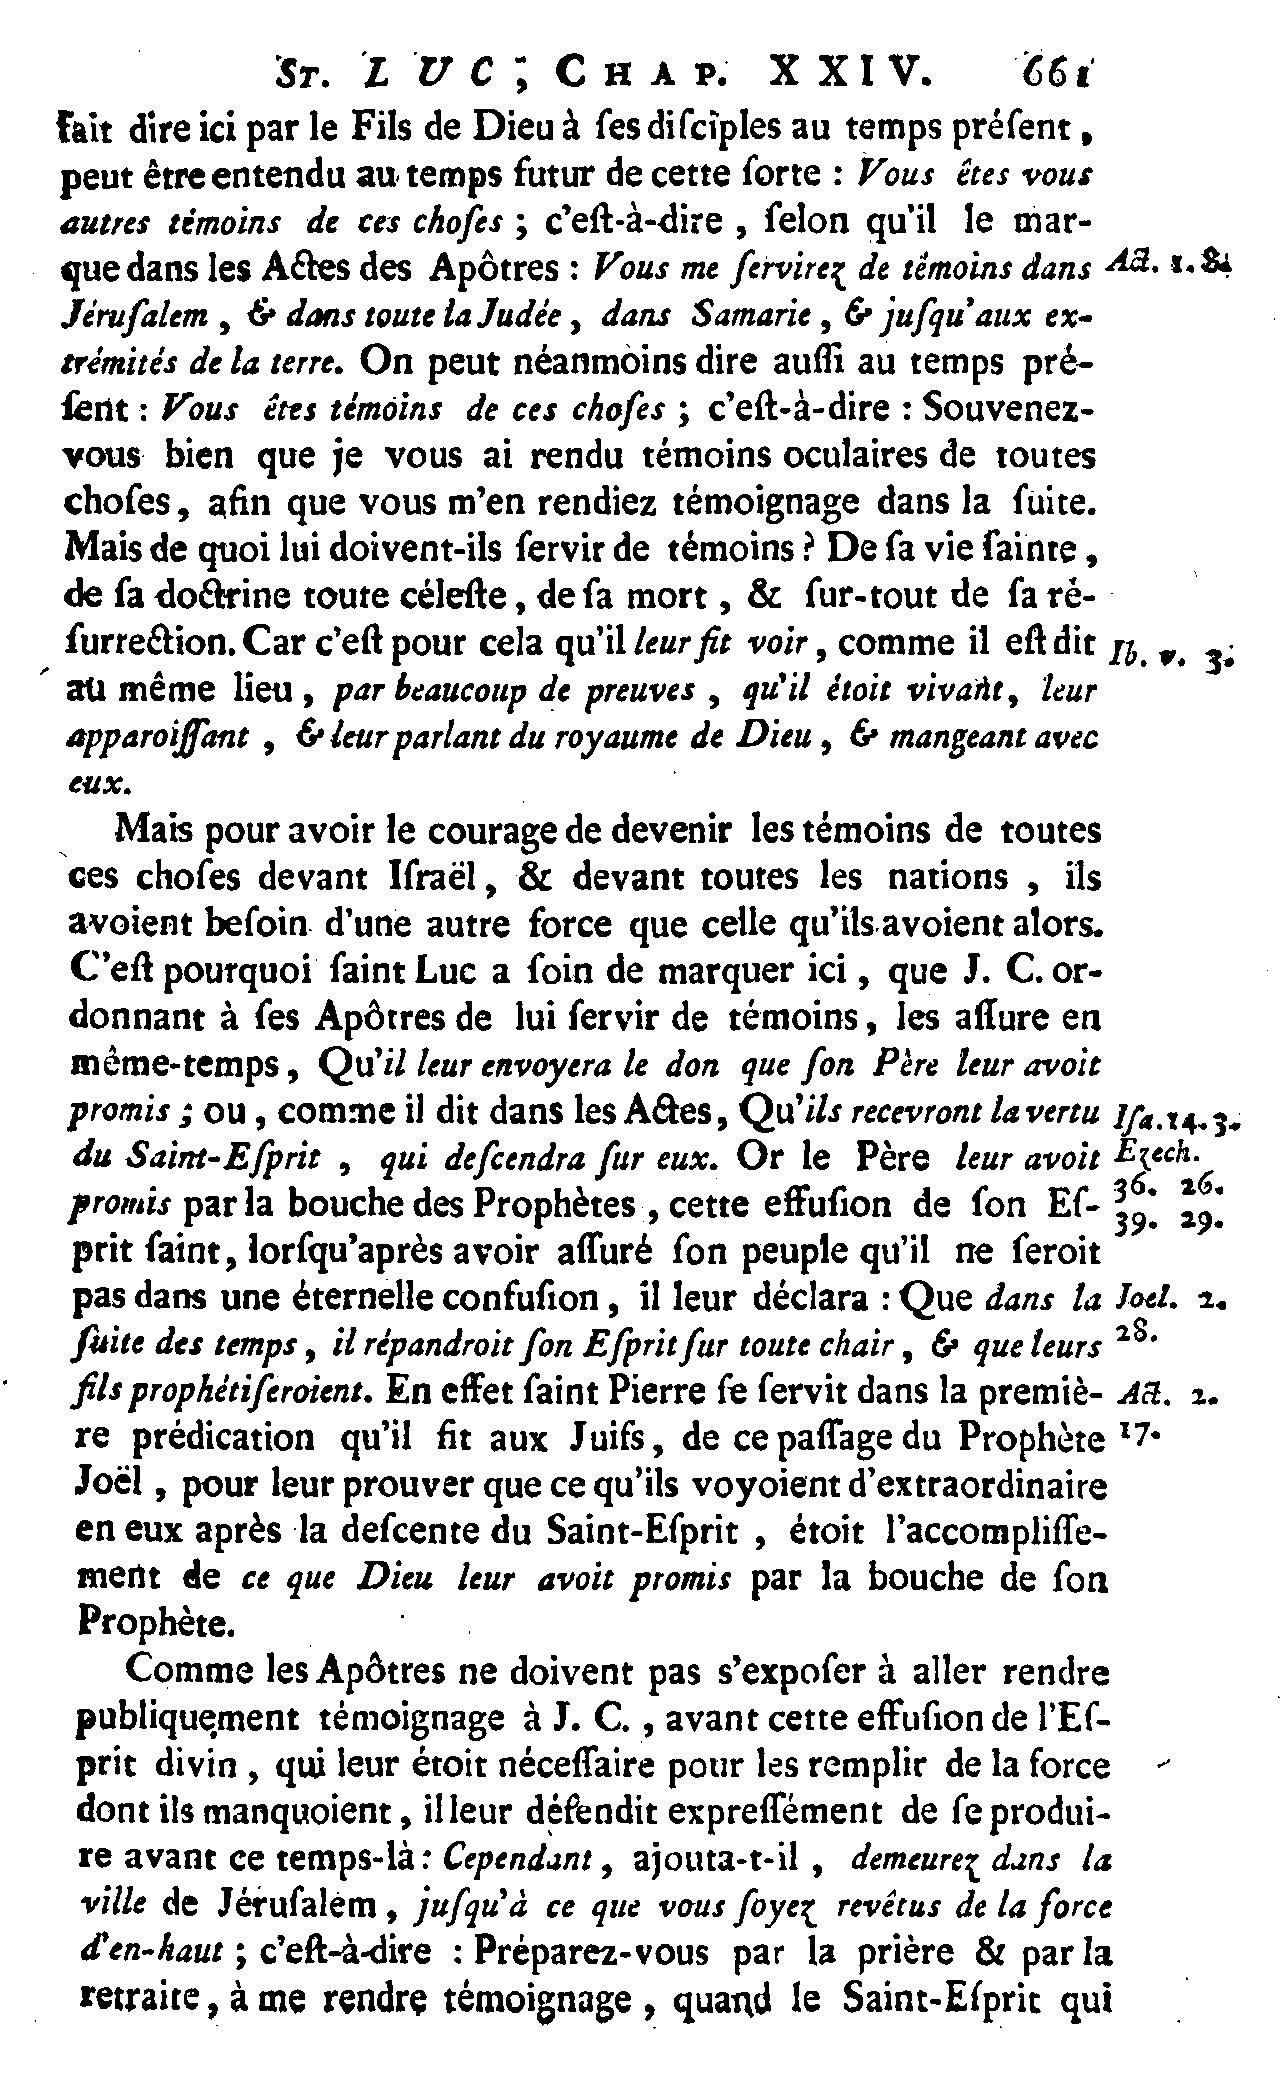 ST. LUC, CHAP. XXIV. 661
fait dire ici par le Fils de Dieu à ſes diſciples au temps préſent,
peut être entendu au temps futur de cette ſorte : Vous êtes vous
autres témoins de ces choſes ; c'eſt-à-dire, ſelon qu'il le mar-
que dans les Actes des Apôtres : Vous me ſervirez de témoins dans Act. 1. 8.
Jéruſalem, & dans toute la Judée, dans Samarie, & juſqu'aux ex-
trémités de la terre. On peut néanmoins dire auſſi au temps pré-
ſent : Vous êtes témoins de ces choſes ; c'eſt-à-dire : Souvenez-
vous bien que je vous ai rendu témoins oculaires de toutes
choſes, afin que vous m'en rendiez témoignage dans la ſuite.
Mais de quoi lui doivent-ils ſervir de témoins ? De ſa vie ſainte,
de ſa doctrine toute céleſte, de ſa mort, & ſur-tout de ſa ré-
ſurrection. Car c'eſt pour cela qu'il leur fit voir, comme il eſt dit Ib. v. 3.
au même lieu, par beaucoup de preuves, qu'il étoit vivant, leur
apparoiſſant, & leur parlant du royaume de Dieu, & mangeant avec
eux.
Mais pour avoir le courage de devenir les témoins de toutes
ces choſes devant Iſraël, & devant toutes les nations, ils
avoient beſoin d'une autre force que celle qu'ils avoient alors.
C'eſt pourquoi ſaint Luc a ſoin de marquer ici, que J. C. or-
donnant à ſes Apôtres de lui ſervir de témoins, les aſſure en
même-temps, Qu'il leur envoyera le don que ſon Père leur avoit
promis ; ou, comme il dit dans les Actes, Qu'ils recevront la vertu Iſa. 14. 3.
du Saint-Eſprit, qui deſcendra ſur eux. Or le Père leur avoit Ezech.
promis par la bouche des Prophètes, cette effuſion de ſon Eſ- 36. 26.
39. 29.
prit ſaint, lorſqu'après avoir aſſuré ſon peuple qu'il ne ſeroit
pas dans une éternelle confuſion, il leur déclara : Que dans la Joel. 2.
ſuite des temps, il répandroit ſon Eſprit ſur toute chair, & que leurs 28.
fils prophétiſeroient. En effet ſaint Pierre ſe ſervit dans la premiè- Act. 2.
re prédication qu'il fit aux Juifs, de ce paſſage du Prophète 17.
Joël, pour leur prouver que ce qu'ils voyoient d'extraordinaire
en eux après la deſcente du Saint-Eſprit, étoit l'accompliſſe-
ment de ce que Dieu leur avoit promis par la bouche de ſon
Prophète.
Comme les Apôtres ne doivent pas s'expoſer à aller rendre
publiquement témoignage à J. C., avant cette effuſion de l'Eſ-
prit divin, qui leur étoit néceſſaire pour les remplir de la force
dont ils manquoient, il leur défendit expreſſément de ſe produi-
re avant ce temps-là : Cependant, ajouta-t-il, demeurez dans la
ville de Jéruſalem, juſqu'à ce que vous ſoyez revêtus de la force
d'en-haut ; c'eſt-à-dire : Préparez-vous par la prière & par la
retraite, à me rendre témoignage, quand le Saint-Eſprit qui